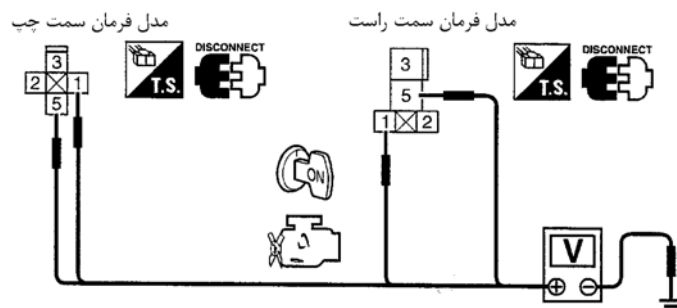 مدل فرمان سمت چپ
مدل فرمان سمت راست
DISCONNECT
T.S.
DISCONNECT
T.S.
3
2 1
5
3
5
1 2
ON
V
+ −